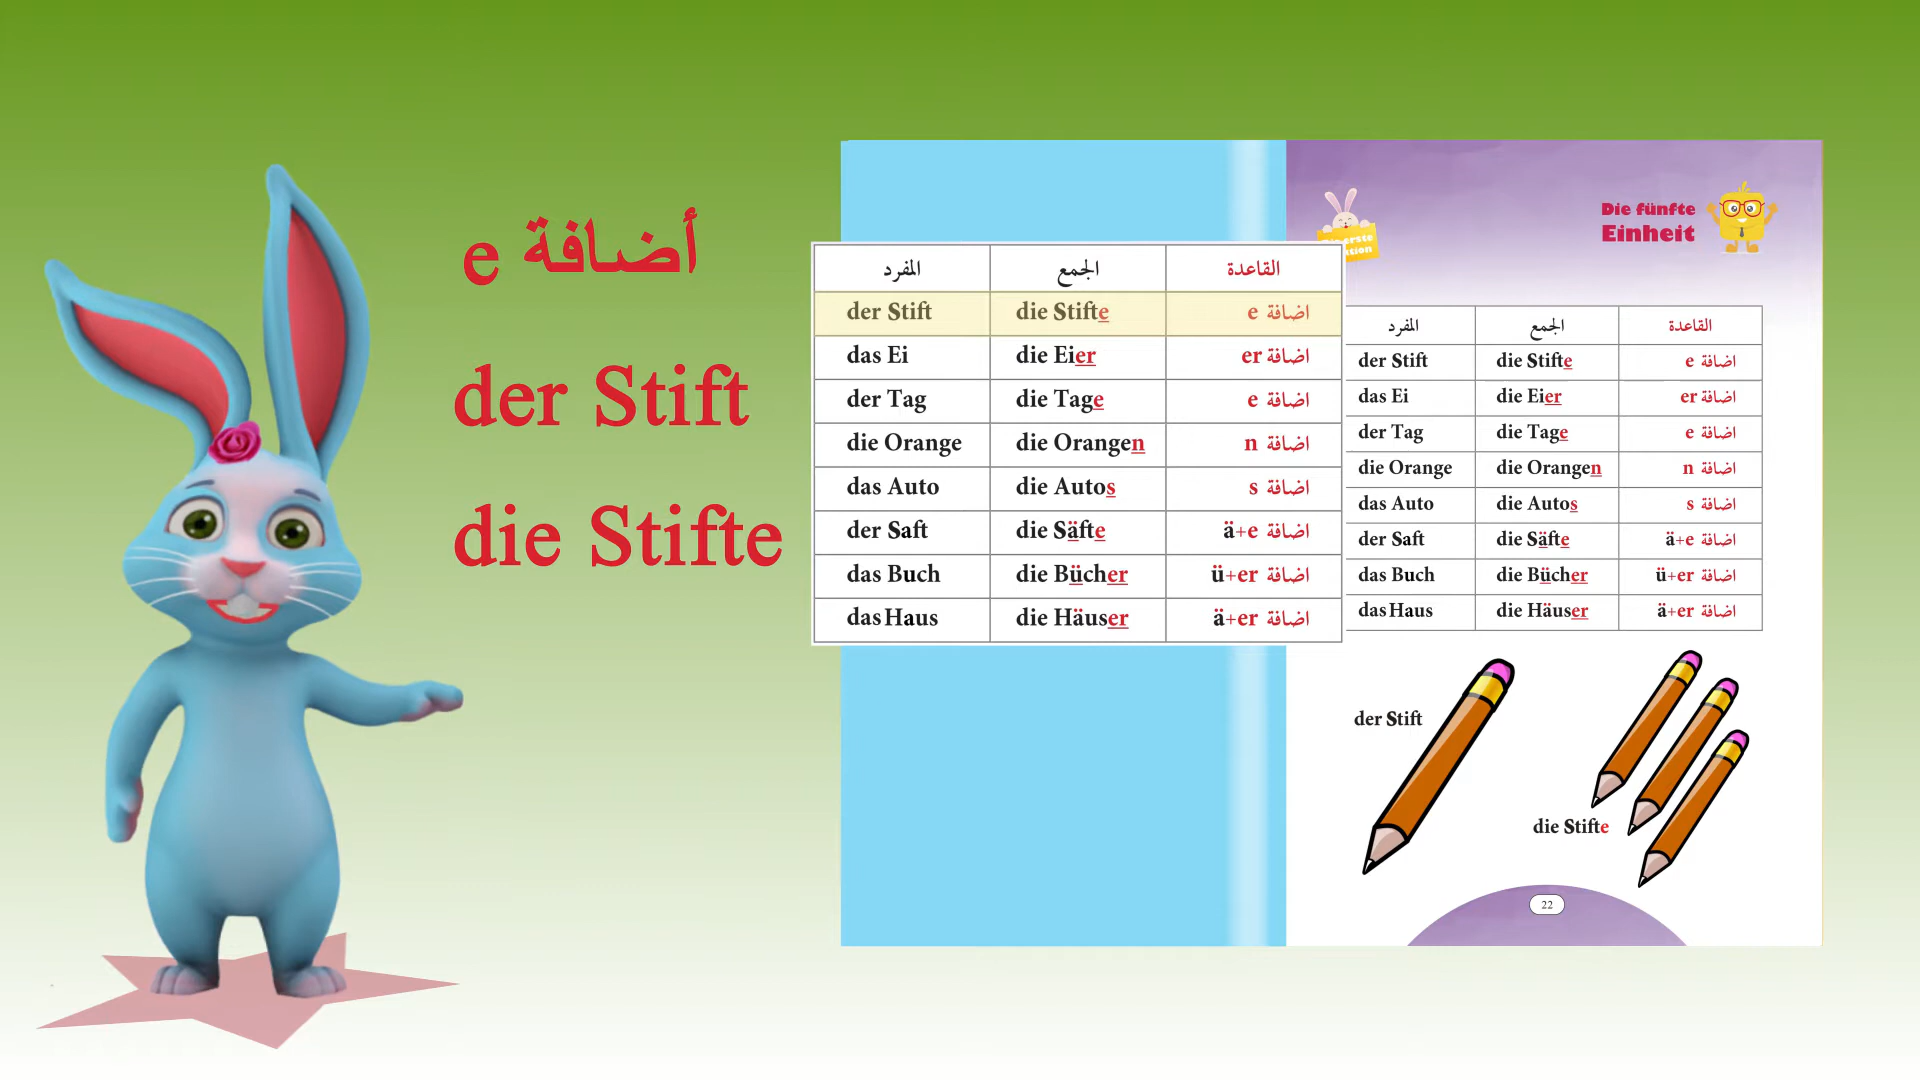 أضافة e
der Stift
die Stifte
المفرد الجمع القاعدة
der Stift die Stifte اضافة e
das Ei die Eier اضافة er
der Tag die Tage اضافة e
die Orange die Orangen اضافة n
das Auto die Autos اضافة s
der Saft die Säfte اضافة ä+e
das Buch die Bücher اضافة ü+er
das Haus die Häuser اضافة ä+er
Die fünfte
Einheit
المفرد الجمع القاعدة
der Stift die Stifte اضافة e
das Ei die Eier اضافة er
der Tag die Tage اضافة e
die Orange die Orangen اضافة n
das Auto die Autos اضافة s
der Saft die Säfte اضافة ä+e
das Buch die Bücher اضافة ü+er
das Haus die Häuser اضافة ä+er
der Stift
die Stifte
22